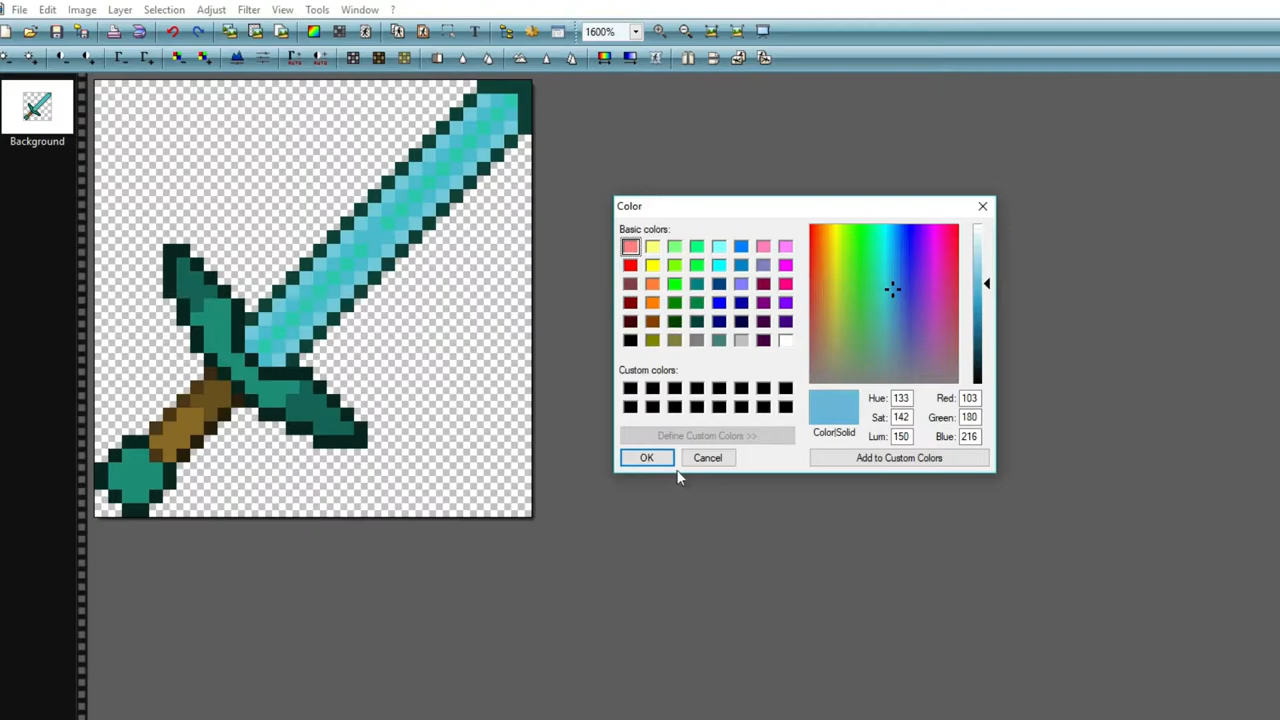 File Edit Image Layer Selection Adjust Filter View Tools Window ?
1600%
AUTO AUTO
Background
Color
Basic colors:
Custom colors:
Define Custom Colors >>
OK Cancel
Color|Solid
Hue: 133 Red: 103
Sat: 142 Green: 180
Lum: 150 Blue: 216
Add to Custom Colors